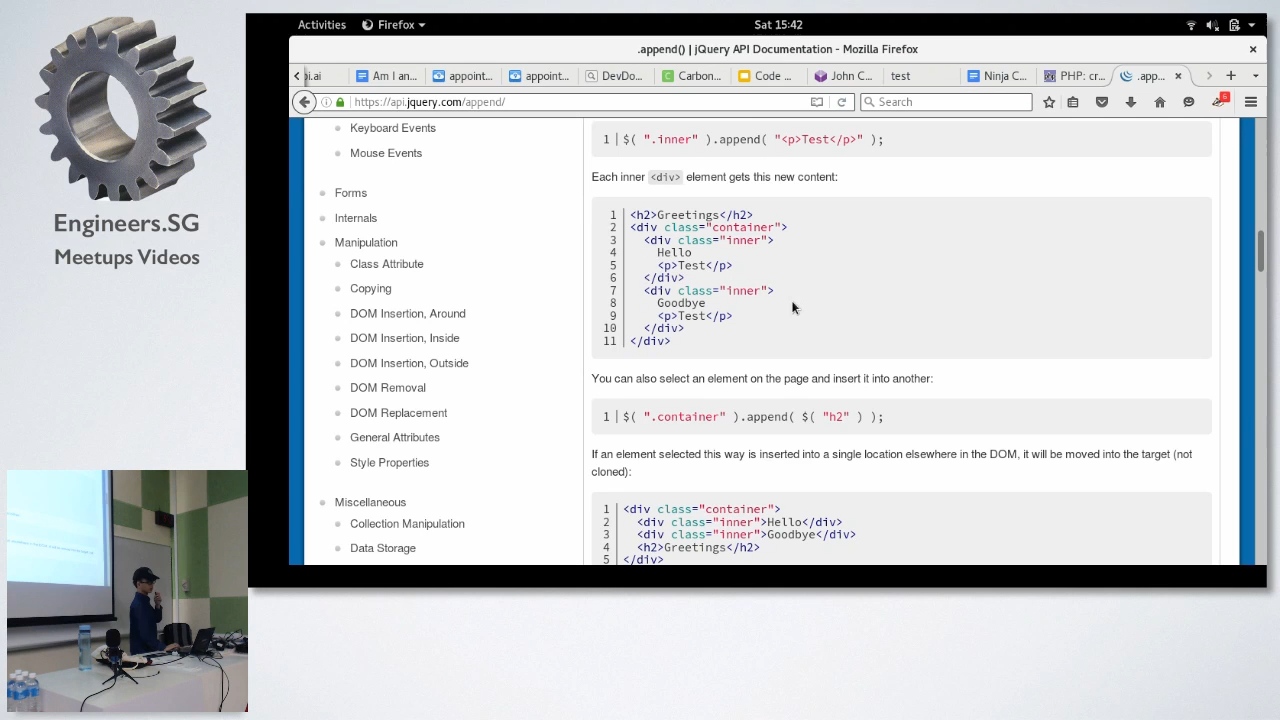 Engineers.SG
Meetups Videos
Activities
Firefox
Sat 15:42
.append() | jQuery API Documentation - Mozilla Firefox
pi.ai
Am I an...
appoint...
appoint...
DevDo...
Carbon...
Code ...
John C...
test
Ninja C...
PHP: cr...
.app...
https://api.jquery.com/append/
Search
6
Keyboard Events
Mouse Events
Forms
Internals
Manipulation
Class Attribute
Copying
DOM Insertion, Around
DOM Insertion, Inside
DOM Insertion, Outside
DOM Removal
DOM Replacement
General Attributes
Style Properties
Miscellaneous
Collection Manipulation
Data Storage
1 $( ".inner" ).append( "<p>Test</p>" );
Each inner <div> element gets this new content:
1 <h2>Greetings</h2>
2 <div class="container">
3 <div class="inner">
4 Hello
5 <p>Test</p>
6 </div>
7 <div class="inner">
8 Goodbye
9 <p>Test</p>
10 </div>
11 </div>
You can also select an element on the page and insert it into another:
1 $( ".container" ).append( $( "h2" ) );
If an element selected this way is inserted into a single location elsewhere in the DOM, it will be moved into the target (not
cloned):
1 <div class="container">
2 <div class="inner">Hello</div>
3 <div class="inner">Goodbye</div>
4 <h2>Greetings</h2>
5 </div>